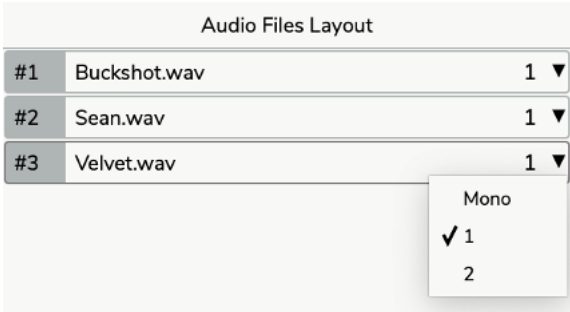 Audio Files Layout
#1 Buckshot.wav 1 ▼
#2 Sean.wav 1 ▼
#3 Velvet.wav 1 ▼
Mono
✓ 1
2